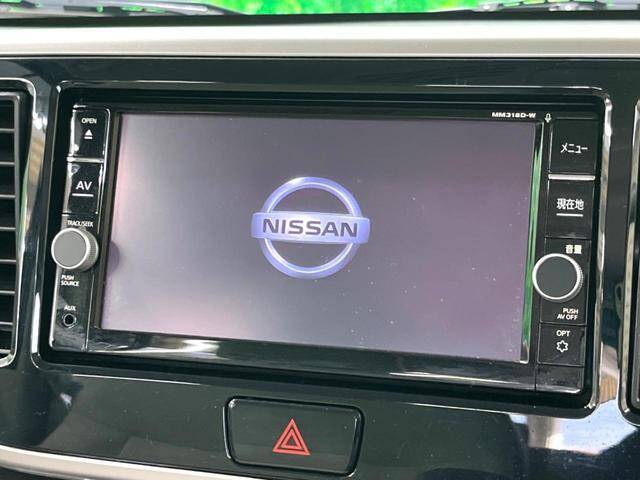 MM318D-W
OPEN
AV
TRACK/SEEK
PUSH
SOURCE
AUX
NISSAN
メニュー
現在地
音量
PUSH
AV OFF
OPT